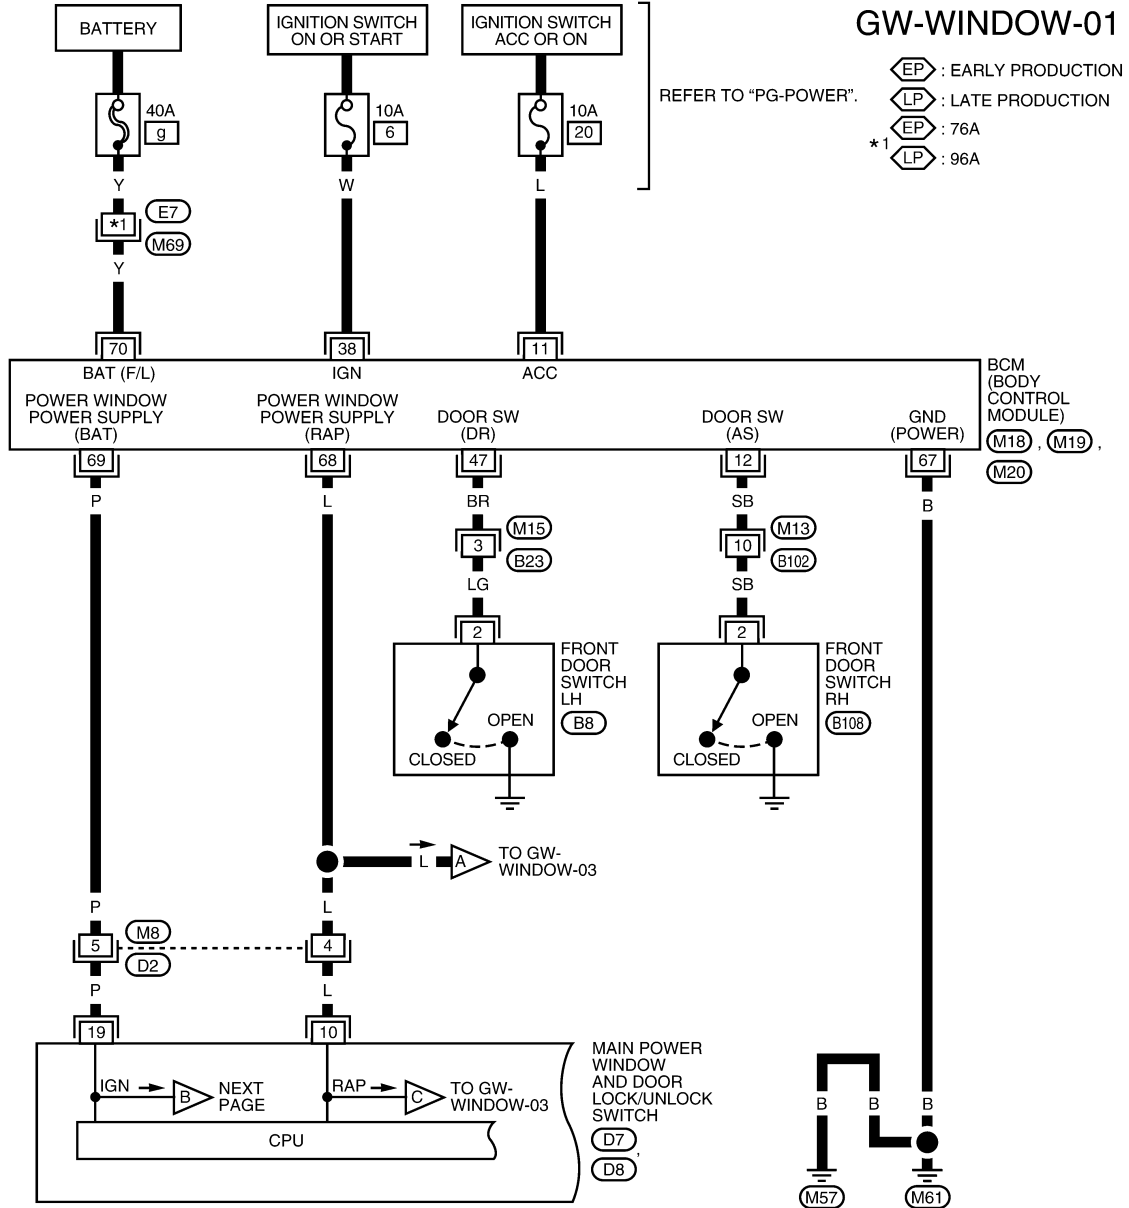 GW-WINDOW-01
BATTERY
IGNITION SWITCH
ON OR START
IGNITION SWITCH
ACC OR ON
REFER TO “PG-POWER”.
EP : EARLY PRODUCTION
LP : LATE PRODUCTION
*1
EP : 76A
LP : 96A
40A
g
10A
6
10A
20
Y
W
L
*1
E7
M69
Y
70
38
11
BAT (F/L)
IGN
ACC
POWER WINDOW
POWER SUPPLY
(BAT)
POWER WINDOW
POWER SUPPLY
(RAP)
DOOR SW
(DR)
DOOR SW
(AS)
GND
(POWER)
BCM
(BODY
CONTROL
MODULE)
M18 , M19 ,
M20
69
68
47
12
67
P
L
BR
SB
B
3
M15
B23
10
M13
B102
LG
SB
2
2
FRONT
DOOR
SWITCH
LH
B8
OPEN
CLOSED
FRONT
DOOR
SWITCH
RH
B108
OPEN
CLOSED
L
A
TO GW-
WINDOW-03
P
L
5
M8
D2
4
P
L
19
10
IGN
B
NEXT
PAGE
RAP
C
TO GW-
WINDOW-03
CPU
MAIN POWER
WINDOW
AND DOOR
LOCK/UNLOCK
SWITCH
D7 ,
D8
B
B
B
M57
M61